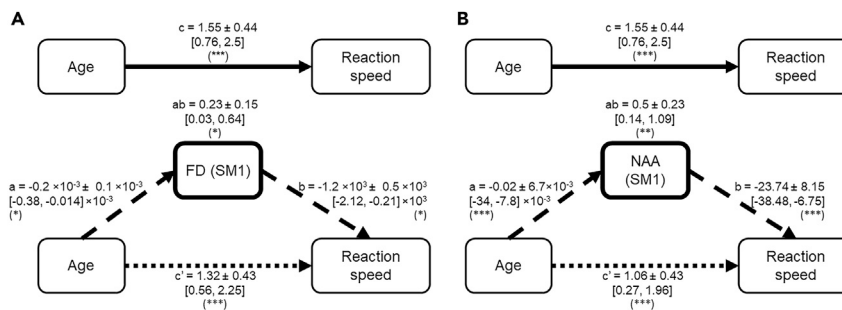 A
c = 1.55 ± 0.44
[0.76, 2.5]
(***)
Age
Reaction
speed
ab = 0.23 ± 0.15
[0.03, 0.64]
(*)
FD (SM1)
a = -0.2 ×10⁻³ ± 0.1 ×10⁻³
[-0.38, -0.014] ×10⁻³
(*)
b = -1.2 ×10³ ± 0.5 ×10³
[-2.12, -0.21] ×10³
(*)
Age
Reaction
speed
c' = 1.32 ± 0.43
[0.56, 2.25]
(***)
B
c = 1.55 ± 0.44
[0.76, 2.5]
(***)
Age
Reaction
speed
ab = 0.5 ± 0.23
[0.14, 1.09]
(**)
NAA
(SM1)
a = -0.02 ± 6.7×10⁻³
[-34, -7.8] ×10⁻³
(***)
b = -23.74 ± 8.15
[-38.48, -6.75]
(***)
Age
Reaction
speed
c' = 1.06 ± 0.43
[0.27, 1.96]
(***)